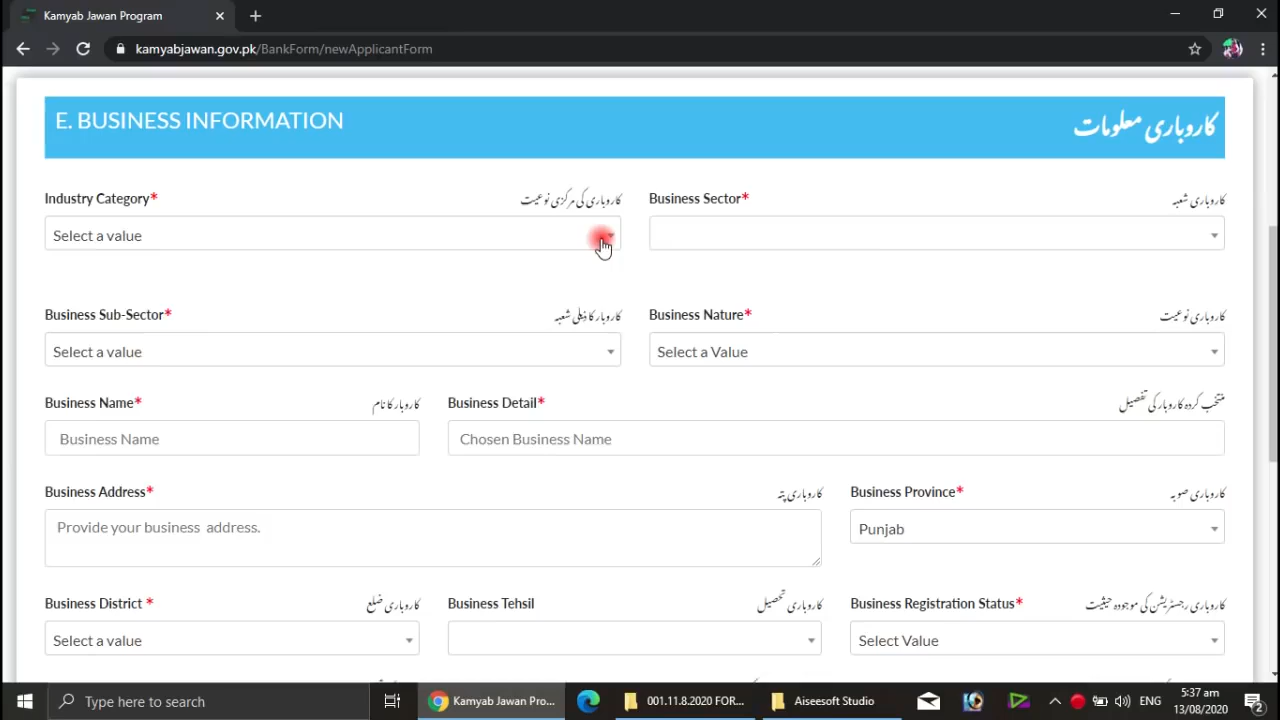 Kamyab Jawan Program
kamyabjawan.gov.pk/BankForm/newApplicantForm
E. BUSINESS INFORMATION کاروباری معلومات
Industry Category* کاروباری کی مرکزی نوعیت Business Sector* کاروباری شعبہ
Select a value
Business Sub-Sector* کاروبار کا ذیلی شعبہ Business Nature* کاروباری نوعیت
Select a value Select a Value
Business Name* کاروبار کا نام Business Detail* منتخب کردہ کاروبار کی تفصیل
Business Name Chosen Business Name
Business Address* کاروباری پتہ Business Province* کاروباری صوبہ
Provide your business address. Punjab
Business District * کاروباری ضلع Business Tehsil کاروباری تحصیل Business Registration Status* کاروباری رجسٹریشن کی موجودہ حیثیت
Select a value Select Value
Type here to search Kamyab Jawan Pro... 001.11.8.2020 FOR... Aiseesoft Studio ENG 5:37 am
13/08/2020 2